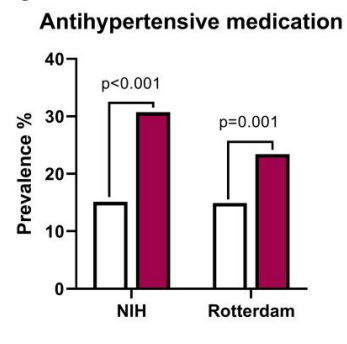 Antihypertensive medication
Prevalence %
40
30
20
10
0
p<0.001
p=0.001
NIH
Rotterdam